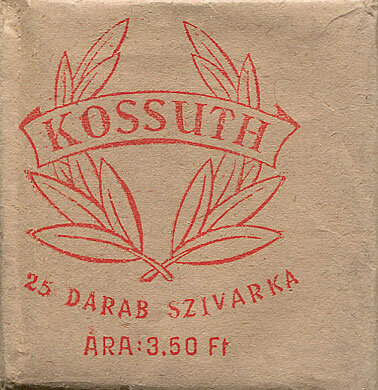 KOSSUTH
25 DARAB SZIVARKA
ÁRA:3,50 Ft